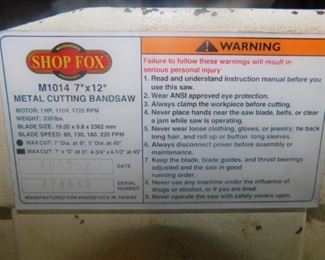 WOODSTOCK
SHOP FOX
M1014 7"x12"
METAL CUTTING BANDSAW
MOTOR: 1 HP, 110V, 1725 RPM
WEIGHT: 330 lbs.
BLADE SIZE: 19.05 x 0.8 x 2362 mm
BLADE SPEED: 80, 130, 180, 235 FPM
MAX CUT: 7" Dia. at 0°, 5" Dia. at 45°
MAX CUT: 7" x 12" at 0°, 4-3/4" x 4-1/2" at 45°
DATE
SERIAL NUMBER
MANUFACTURED FOR WOODSTOCK IN TAIWAN
WARNING
Failure to follow these warnings will result in
serious personal injury
1. Read and understand instruction manual before you
use this saw.
2. Wear ANSI approved eye protection.
3. Always clamp the workpiece before cutting.
4. Never place hands near the saw blade, belts, or clear
a jam while saw is operating.
5. Never wear loose clothing, gloves, or jewelry: tie back
long hair, and roll up or button long sleeves.
6. Always disconnect power before assembly or
maintenance.
7. Keep the blade, blade guides, and thrust bearings
adjusted and the saw in good
running order.
8. Never use any machine under the influence of
drugs or alcohol, or if you are tired.
9. Never operate the saw with safety covers open.